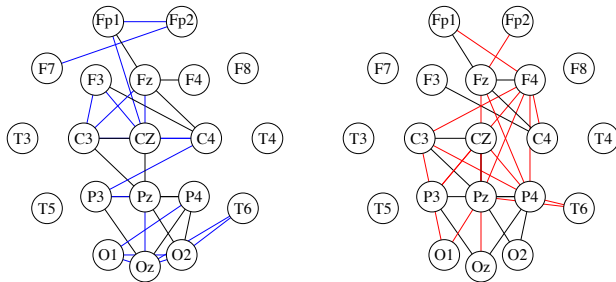 Fp1 Fp2 Fp1 Fp2
F7 F3 Fz F4 F8 F7 F3 Fz F4 F8
T3 C3 CZ C4 T4 T3 C3 CZ C4 T4
T5 P3 Pz P4 T6 T5 P3 Pz P4 T6
O1 Oz O2 O1 Oz O2